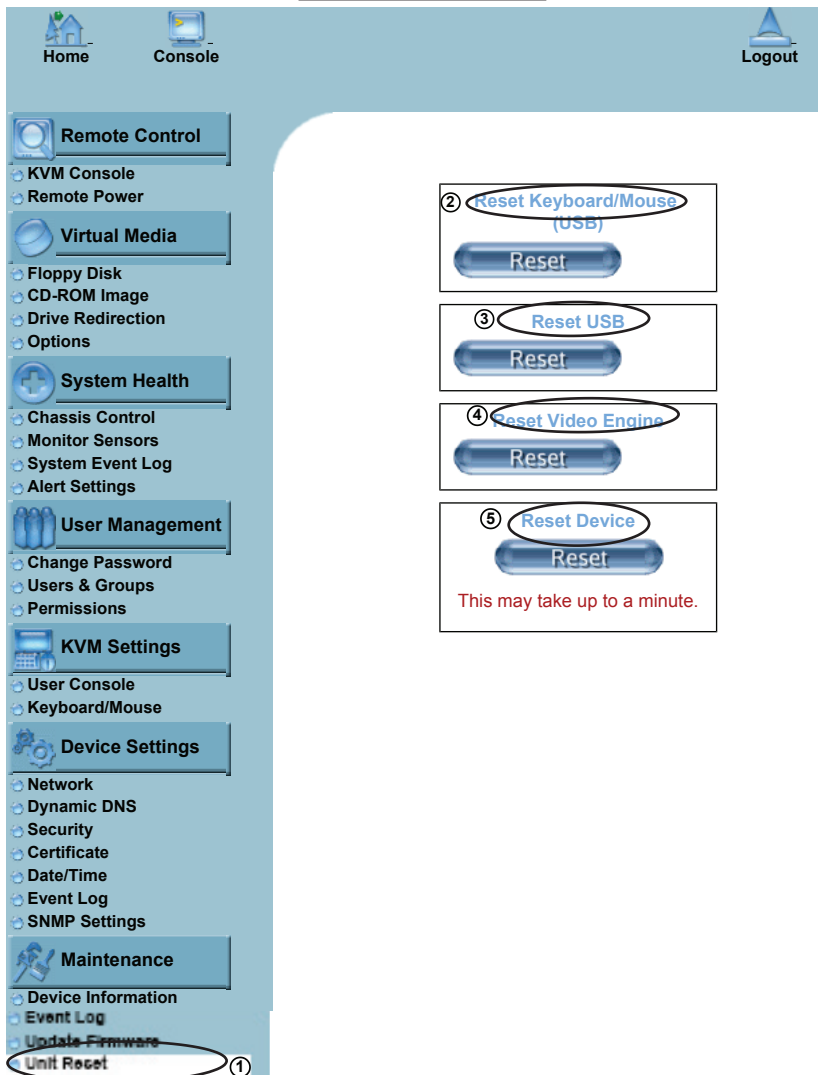 Home
Console
Logout
Remote Control
KVM Console
Remote Power
Virtual Media
Floppy Disk
CD-ROM Image
Drive Redirection
Options
System Health
Chassis Control
Monitor Sensors
System Event Log
Alert Settings
User Management
Change Password
Users & Groups
Permissions
KVM Settings
User Console
Keyboard/Mouse
Device Settings
Network
Dynamic DNS
Security
Certificate
Date/Time
Event Log
SNMP Settings
Maintenance
Device Information
Event Log
Update Firmware
Unit Reset
①
② Reset Keyboard/Mouse
(USB)
Reset
③ Reset USB
Reset
④ Reset Video Engine
Reset
⑤ Reset Device
Reset
This may take up to a minute.